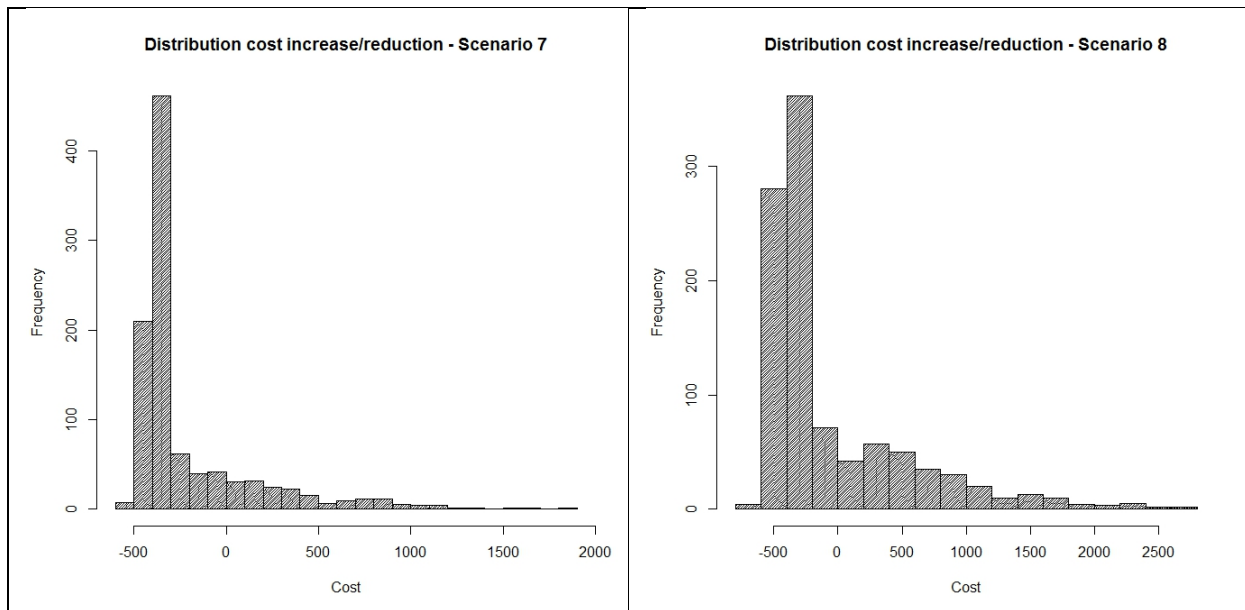 Distribution cost increase/reduction - Scenario 7
400
300
200
100
0
Frequency
-500 0 500 1000 1500 2000
Cost
Distribution cost increase/reduction - Scenario 8
300
200
100
0
Frequency
-500 0 500 1000 1500 2000 2500
Cost